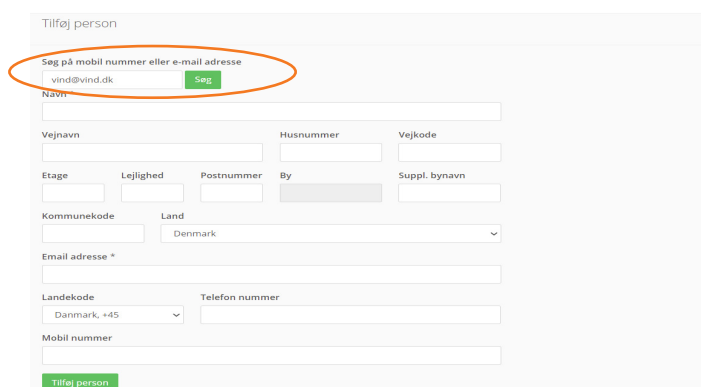 Tilføj person
Søg på mobil nummer eller e-mail adresse
vind@vind.dk Søg
Navn *
Vejnavn Husnummer Vejkode
Etage Lejlighed Postnummer By Suppl. bynavn
Kommunekode Land
Denmark
Email adresse *
Landekode Telefon nummer
Danmark, +45
Mobil nummer
Tilføj person